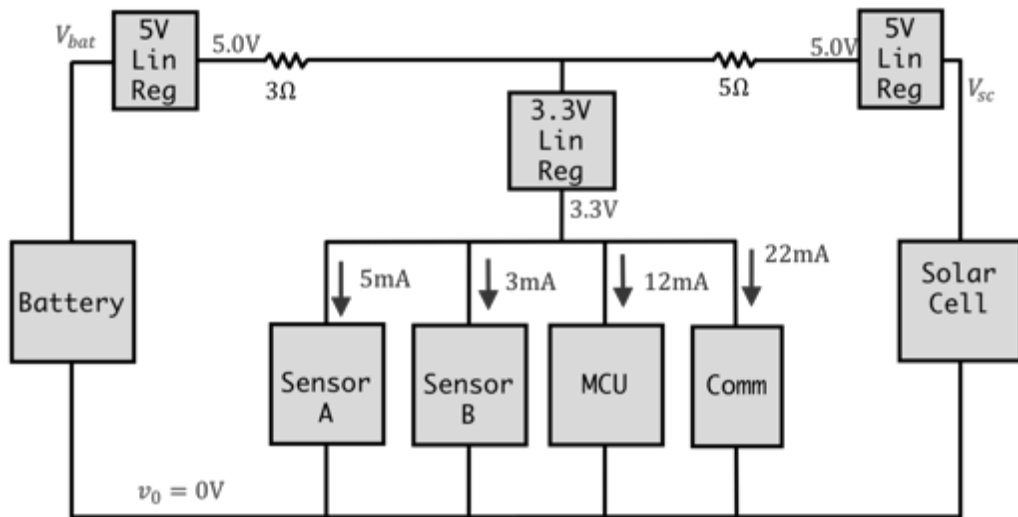 V_bat
5V
Lin
Reg
5.0V
3Ω
5Ω
5.0V
5V
Lin
Reg
V_sc
3.3V
Lin
Reg
3.3V
5mA
3mA
12mA
22mA
Battery
Sensor
A
Sensor
B
MCU
Comm
Solar
Cell
v₀ = 0V